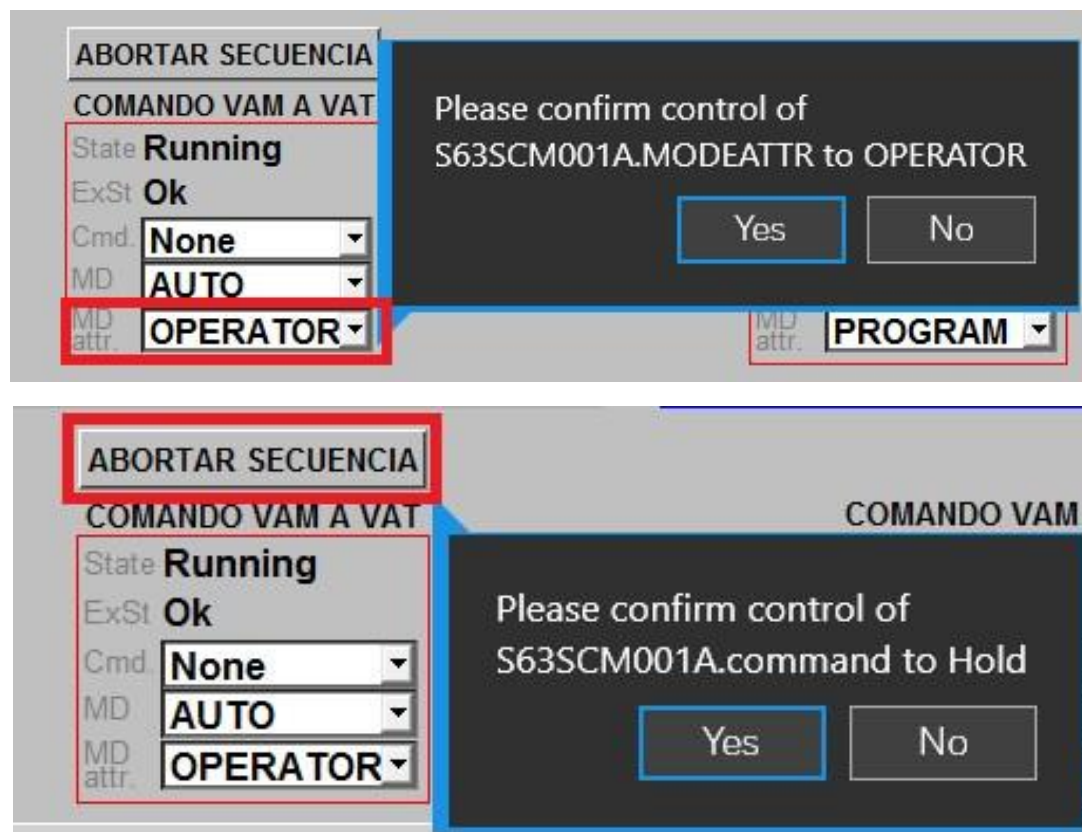 ABORTAR SECUENCIA
COMANDO VAM A VAT
State Running
ExSt Ok
Cmd. None
MD AUTO
MD attr. OPERATOR
Please confirm control of
S63SCM001A.MODEATTR to OPERATOR
Yes No
MD attr. PROGRAM
ABORTAR SECUENCIA
COMANDO VAM A VAT
State Running
ExSt Ok
Cmd. None
MD AUTO
MD attr. OPERATOR
COMANDO VAM
Please confirm control of
S63SCM001A.command to Hold
Yes No